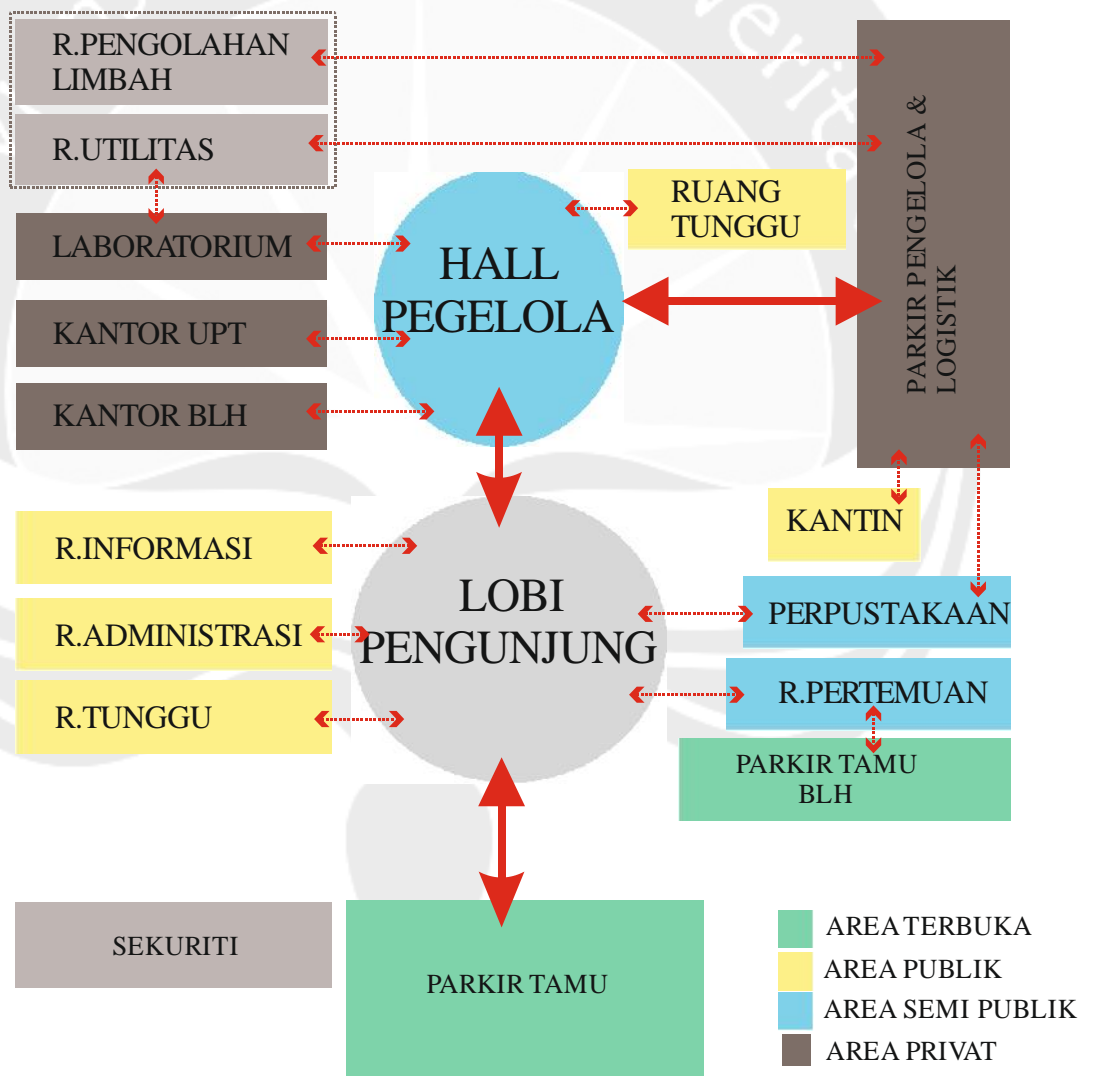 R.PENGOLAHAN
LIMBAH
R.UTILITAS
LABORATORIUM
KANTOR UPT
KANTOR BLH
HALL
PEGELOLA
RUANG
TUNGGU
PARKIR PENGELOLA &
LOGISTIK
KANTIN
R.INFORMASI
R.ADMINISTRASI
R.TUNGGU
LOBI
PENGUNJUNG
PERPUSTAKAAN
R.PERTEMUAN
PARKIR TAMU
BLH
SEKURITI
PARKIR TAMU
AREA TERBUKA
AREA PUBLIK
AREA SEMI PUBLIK
AREA PRIVAT